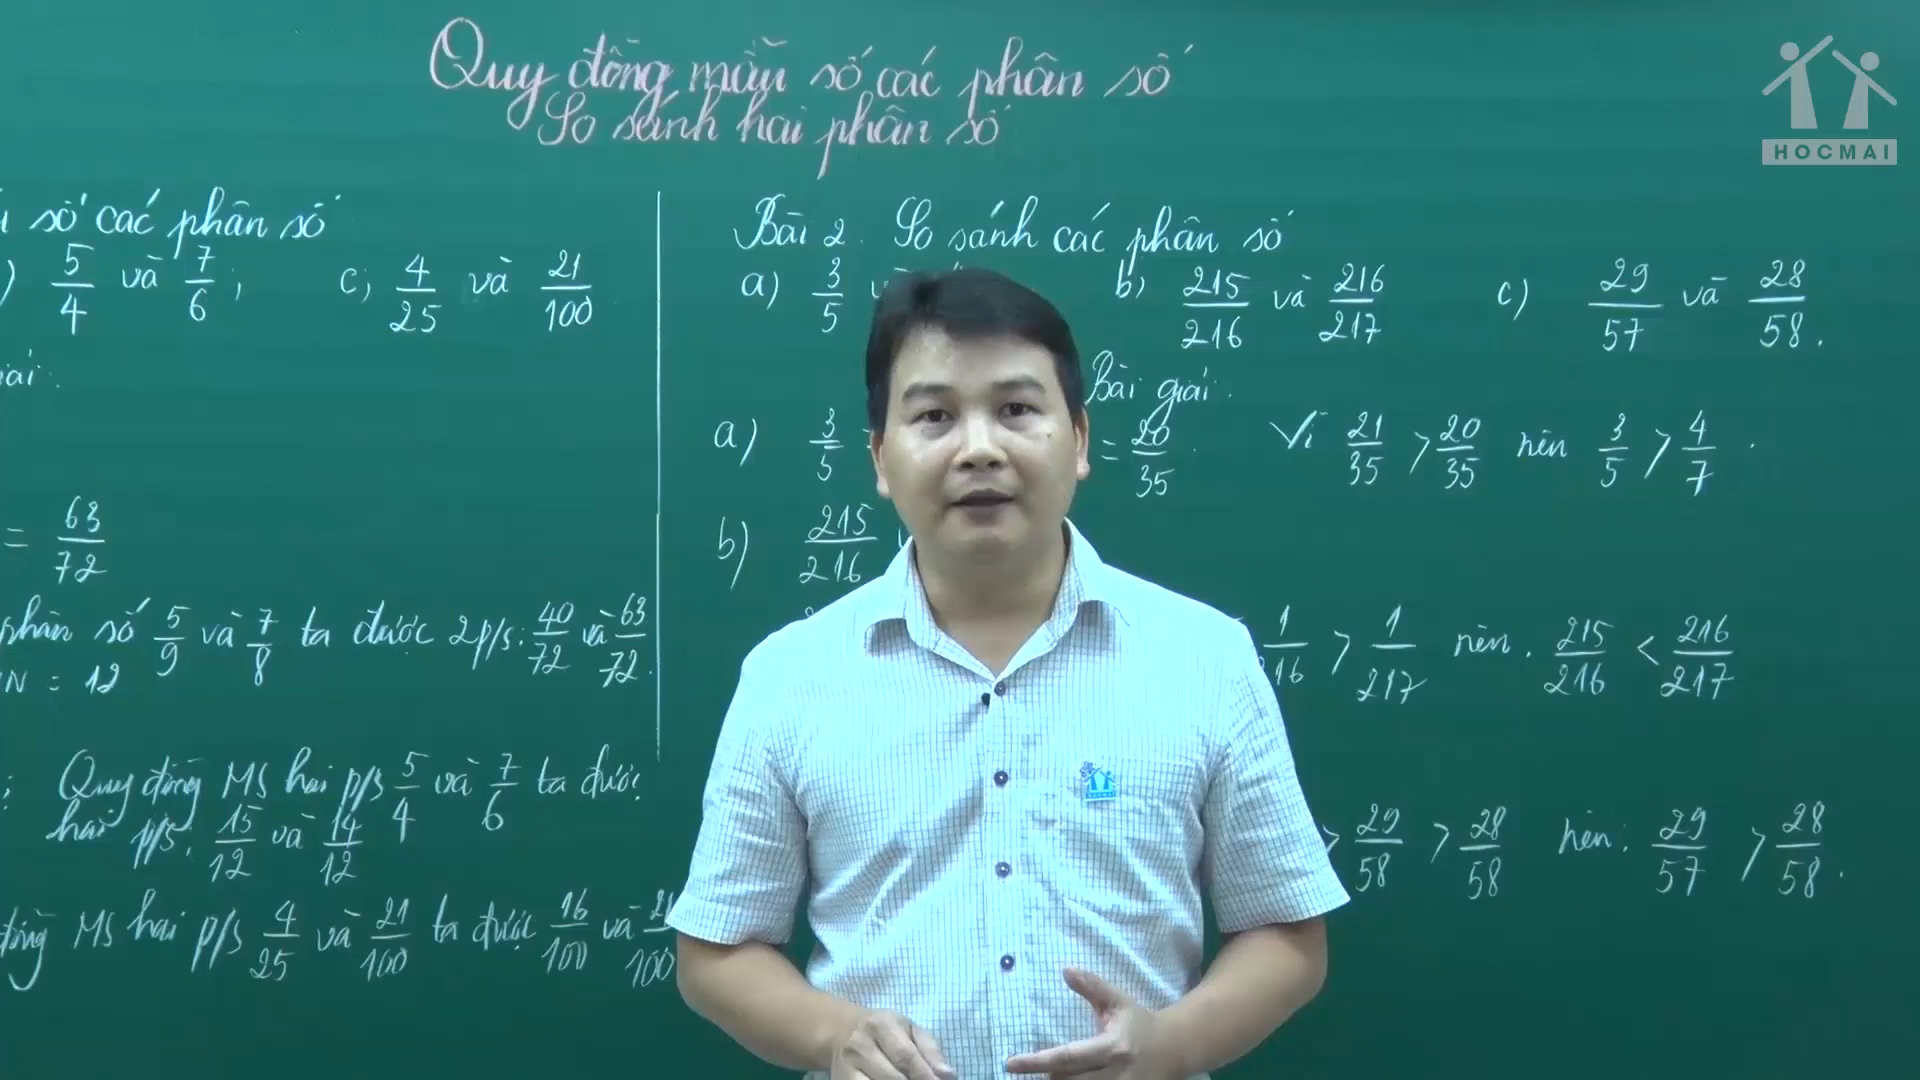 Quy đồng mẫu số các phân số
So sánh hai phân số
HOCMAI
số các phân số
5/4 và 7/6; c; 4/25 và 21/100
= 63/72
phân số 5/9 và 7/8 ta được 2 p/s: 40/72 và 63/72.
N = 12
; Quy đồng MS hai p/s 5/4 và 7/6 ta được
hai p/s: 15/12 và 14/12
đồng MS hai p/s 4/25 và 21/100 ta được 16/100 và 21/100
Bài 2. So sánh các phân số
a) 3/5 b) 215/216 và 216/217 c) 29/57 và 28/58.
Bài giải:
a) 3/5 = 20/35. Vì 21/35 > 20/35 nên 3/5 > 4/7.
b) 215/216
1/216 > 1/217 nên. 215/216 < 216/217
> 29/58 > 28/58 nên: 29/57 > 28/58.
HOCMAI